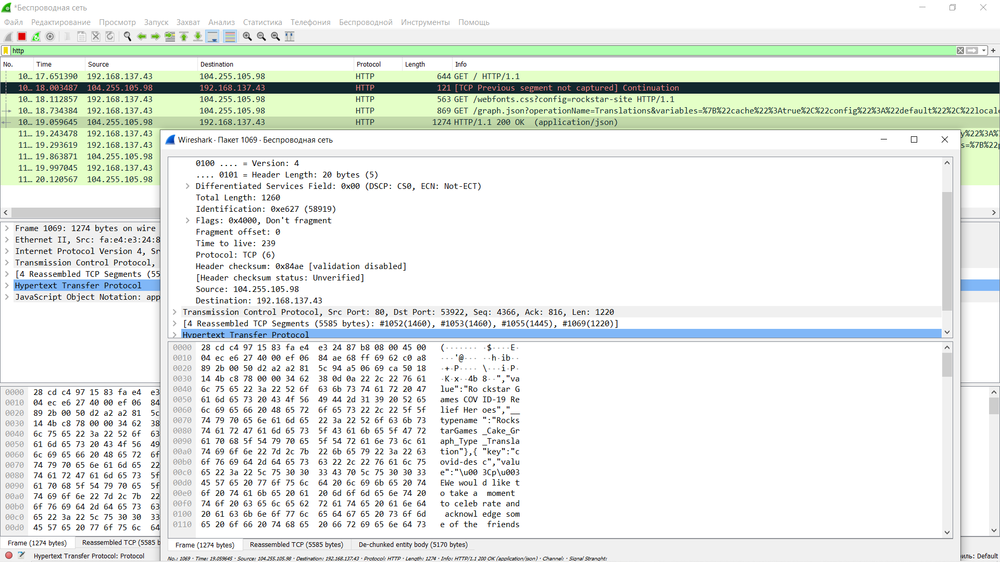 *Беспроводная сеть
Файл Редактирование Просмотр Запуск Захват Анализ Статистика Телефония Беспроводной Инструменты Помощь
http
No. Time Source Destination Protocol Length Info
10… 17.651390 192.168.137.43 104.255.105.98 HTTP 644 GET / HTTP/1.1
10… 18.003487 104.255.105.98 192.168.137.43 HTTP 121 [TCP Previous segment not captured] Continuation
10… 18.112857 192.168.137.43 104.255.105.98 HTTP 563 GET /webfonts.css?config=rockstar-site HTTP/1.1
10… 18.734384 192.168.137.43 104.255.105.98 HTTP 869 GET /graph.json?operationName=Translations&variables=%7B%22cache%22%3Atrue%2C%22config%22%3A%22default%22%2C%22locale
10… 19.059645 104.255.105.98 192.168.137.43 HTTP 1274 HTTP/1.1 200 OK (application/json)
11… 19.243478 192.168.137.43 y%22%3A%7
11… 19.293619 192.168.137.43 s=%7B%22p
11… 19.863871 104.255.105.98
11… 19.997045 192.168.137.43
11… 20.120567 104.255.105.98
Frame 1069: 1274 bytes on wire
Ethernet II, Src: fa:e4:e3:24:8
Internet Protocol Version 4, Sr
Transmission Control Protocol,
[4 Reassembled TCP Segments (55
Hypertext Transfer Protocol
JavaScript Object Notation: app
0000 28 cd c4 97 15 83 fa e4 e3
0010 04 ec e6 27 40 00 ef 06 84
0020 89 2b 00 50 d2 a2 a2 81 5c
0030 14 4b c8 78 00 00 34 62 38
0040 6c 75 65 22 3a 22 52 6f 63
0050 61 6d 65 73 20 43 4f 56 49
0060 6c 69 65 66 20 48 65 72 6f
0070 74 79 70 65 6e 61 6d 65 22
0080 74 61 72 47 61 6d 65 73 5f
0090 61 70 68 5f 54 79 70 65 5f
00a0 74 69 6f 6e 22 7d 2c 7b 22
00b0 6f 76 69 64 2d 64 65 73 63
00c0 65 22 3a 22 5c 75 30 30 33
00d0 45 57 65 20 77 6f 75 6c 64
Frame (1274 bytes) Reassembled TCP (5585 b
Hypertext Transfer Protocol: Protocol
иль: Default
Wireshark · Пакет 1069 · Беспроводная сеть
0100 .... = Version: 4
.... 0101 = Header Length: 20 bytes (5)
Differentiated Services Field: 0x00 (DSCP: CS0, ECN: Not-ECT)
Total Length: 1260
Identification: 0xe627 (58919)
Flags: 0x4000, Don't fragment
Fragment offset: 0
Time to live: 239
Protocol: TCP (6)
Header checksum: 0x84ae [validation disabled]
[Header checksum status: Unverified]
Source: 104.255.105.98
Destination: 192.168.137.43
Transmission Control Protocol, Src Port: 80, Dst Port: 53922, Seq: 4366, Ack: 816, Len: 1220
[4 Reassembled TCP Segments (5585 bytes): #1052(1460), #1053(1460), #1055(1445), #1069(1220)]
Hypertext Transfer Protocol
0000 28 cd c4 97 15 83 fa e4 e3 24 87 b8 08 00 45 00 (······· ·$····E·
0010 04 ec e6 27 40 00 ef 06 84 ae 68 ff 69 62 c0 a8 ···'@··· ··h·ib··
0020 89 2b 00 50 d2 a2 a2 81 5c 94 a5 06 69 ca 50 18 ·+·P···· \···i·P·
0030 14 4b c8 78 00 00 34 62 38 0d 0a 22 2c 22 76 61 ·K·x··4b 8··","va
0040 6c 75 65 22 3a 22 52 6f 63 6b 73 74 61 72 20 47 lue":"Ro ckstar G
0050 61 6d 65 73 20 43 4f 56 49 44 2d 31 39 20 52 65 ames COV ID-19 Re
0060 6c 69 65 66 20 48 65 72 6f 65 73 22 2c 22 5f 5f lief Her oes","__
0070 74 79 70 65 6e 61 6d 65 22 3a 22 52 6f 63 6b 73 typename ":"Rocks
0080 74 61 72 47 61 6d 65 73 5f 43 61 6b 65 5f 47 72 tarGames _Cake_Gr
0090 61 70 68 5f 54 79 70 65 5f 54 72 61 6e 73 6c 61 aph_Type _Transla
00a0 74 69 6f 6e 22 7d 2c 7b 22 6b 65 79 22 3a 22 63 tion"},{ "key":"c
00b0 6f 76 69 64 2d 64 65 73 63 22 2c 22 76 61 6c 75 ovid-des c","valu
00c0 65 22 3a 22 5c 75 30 30 33 43 70 5c 75 30 30 33 e":"\u00 3Cp\u003
00d0 45 57 65 20 77 6f 75 6c 64 20 6c 69 6b 65 20 74 EWe woul d like t
00e0 6f 20 74 61 6b 65 20 61 20 6d 6f 6d 65 6e 74 20 o take a  moment
00f0 74 6f 20 63 65 6c 65 62 72 61 74 65 20 61 6e 64 to celeb rate and
0100 20 61 63 6b 6e 6f 77 6c 65 64 67 65 20 73 6f 6d  acknowl edge som
0110 65 20 6f 66 20 74 68 65 20 66 72 69 65 6e 64 73 e of the  friends
Frame (1274 bytes) Reassembled TCP (5585 bytes) De-chunked entity body (5170 bytes)
No.: 1069 · Time: 19.059645 · Source: 104.255.105.98 · Destination: 192.168.137.43 · Protocol: HTTP · Length: 1274 · Info: HTTP/1.1 200 OK (application/json) · Channel: · Signal Stranght: